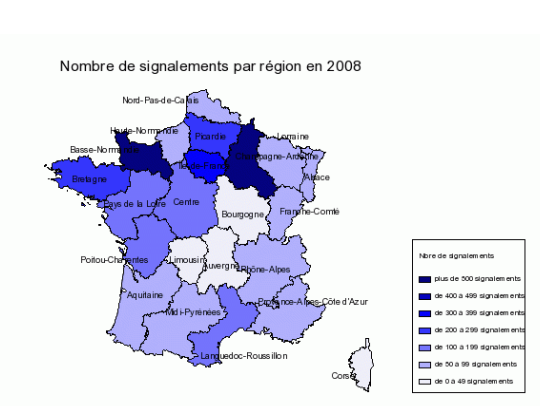 Nombre de signalements par région en 2008
Nord-Pas-de-Calais
Haute-Normandie
Picardie
Lorraine
Basse-Normandie
Ile-de-France
Champagne-Ardenne
Alsace
Bretagne
Pays de la Loire
Centre
Bourgogne
Franche-Comté
Poitou-Charentes
Limousin
Auvergne
Rhône-Alpes
Aquitaine
Midi-Pyrénées
Provence-Alpes-Côte d'Azur
Languedoc-Roussillon
Corse
Nbre de signalements
plus de 500 signalements
de 400 à 499 signalements
de 300 à 399 signalements
de 200 à 299 signalements
de 100 à 199 signalements
de 50 à 99 signalements
de 0 à 49 signalements